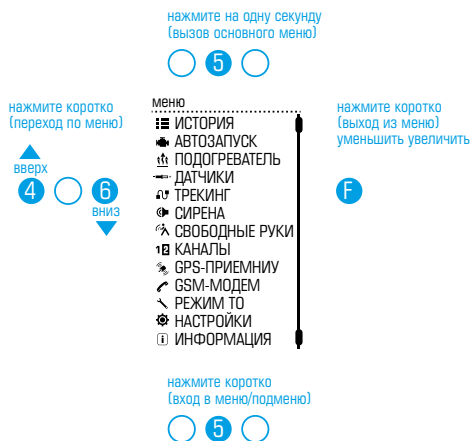 нажмите на одну секунду
(вызов основного меню)
5
нажмите коротко
(переход по меню)
вверх
4
6
вниз
меню
ИСТОРИЯ
АВТОЗАПУСК
ПОДОГРЕВАТЕЛЬ
ДАТЧИКИ
ТРЕКИНГ
СИРЕНА
СВОБОДНЫЕ РУКИ
12 КАНАЛЫ
GPS-ПРИЕМНИУ
GSM-МОДЕМ
РЕЖИМ ТО
НАСТРОЙКИ
i ИНФОРМАЦИЯ
нажмите коротко
(выход из меню)
уменьшить увеличить
F
нажмите коротко
(вход в меню/подменю)
5